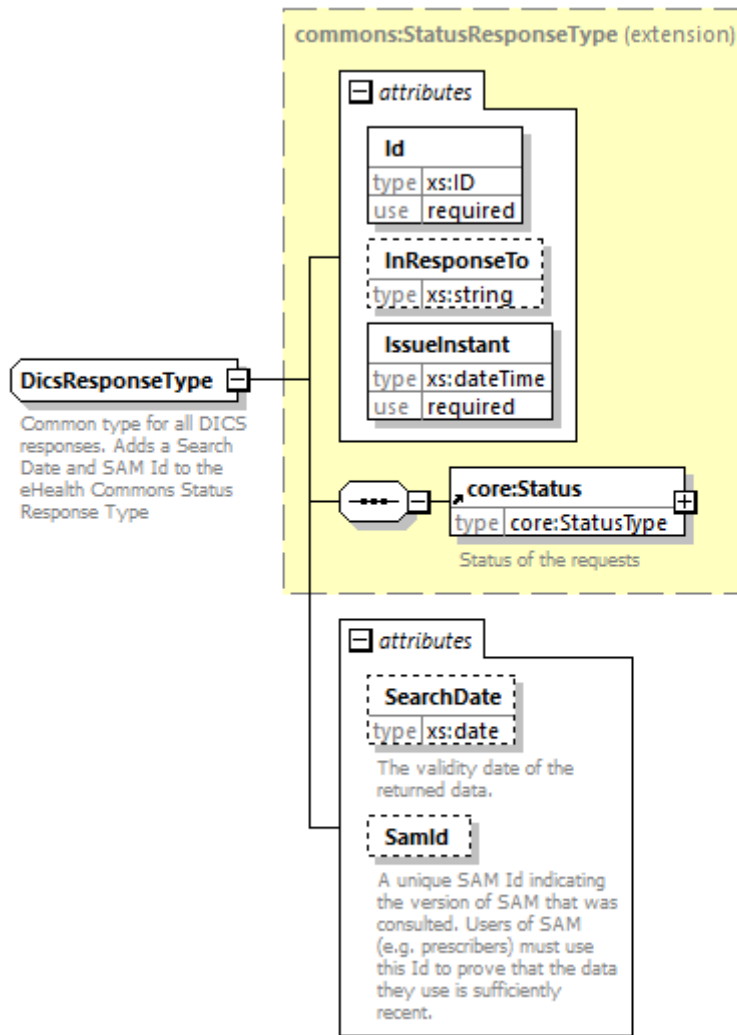 commons:StatusResponseType (extension)
attributes
Id
type xs:ID
use required
InResponseTo
type xs:string
IssueInstant
type xs:dateTime
use required
DicsResponseType
Common type for all DICS
responses. Adds a Search
Date and SAM Id to the
eHealth Commons Status
Response Type
core:Status
type core:StatusType
Status of the requests
attributes
SearchDate
type xs:date
The validity date of the
returned data.
SamId
A unique SAM Id indicating
the version of SAM that was
consulted. Users of SAM
(e.g. prescribers) must use
this Id to prove that the data
they use is sufficiently
recent.